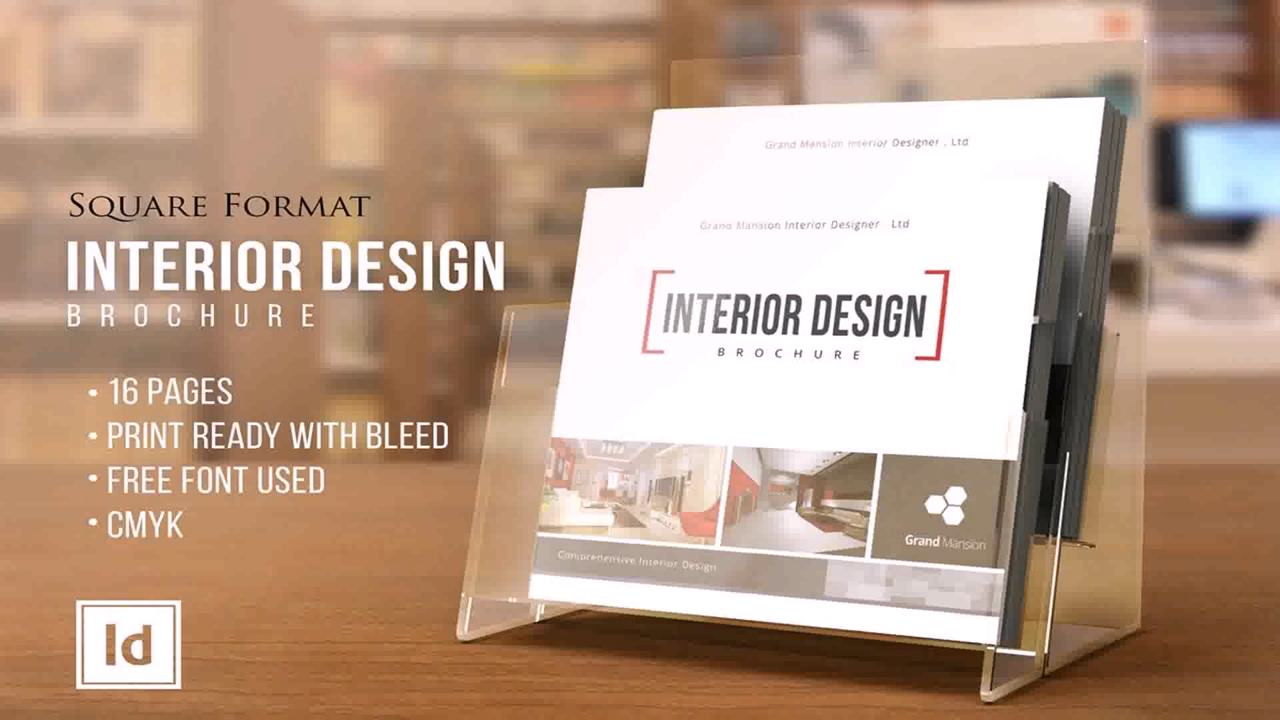 SQUARE FORMAT
INTERIOR DESIGN
BROCHURE
• 16 PAGES
• PRINT READY WITH BLEED
• FREE FONT USED
• CMYK
Id
Grand Mansion Interior Designer . Ltd
Grand Mansion Interior Designer Ltd
[INTERIOR DESIGN]
BROCHURE
Grand Mansion
Comprehensive Interior Design